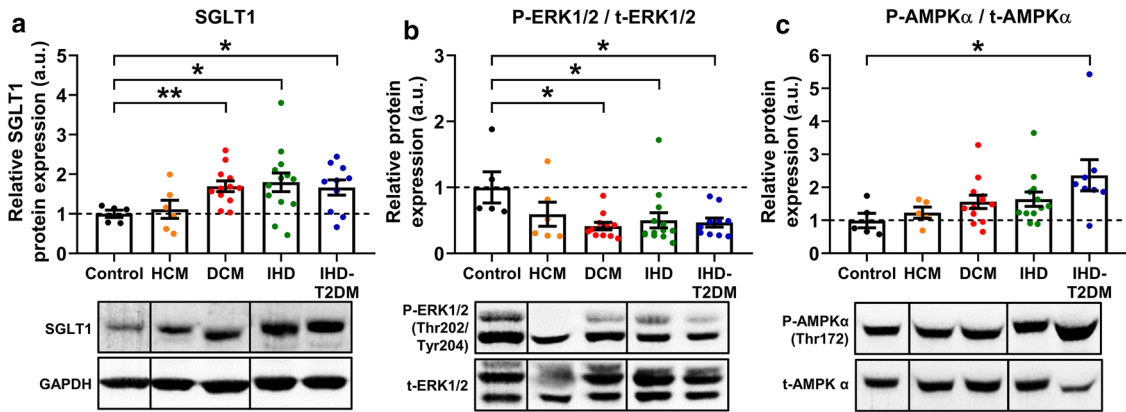 a
SGLT1
Relative SGLT1
protein expression (a.u.)
5
4
3
2
1
0
*
*
**
Control HCM DCM IHD IHD-
T2DM
SGLT1
GAPDH
b
P-ERK1/2 / t-ERK1/2
Relative protein
expression (a.u.)
3
2
1
0
*
*
*
Control HCM DCM IHD IHD-
T2DM
P-ERK1/2
(Thr202/
Tyr204)
t-ERK1/2
c
P-AMPKα / t-AMPKα
Relative protein
expression (a.u.)
6
5
4
3
2
1
0
*
Control HCM DCM IHD IHD-
T2DM
P-AMPKα
(Thr172)
t-AMPK α